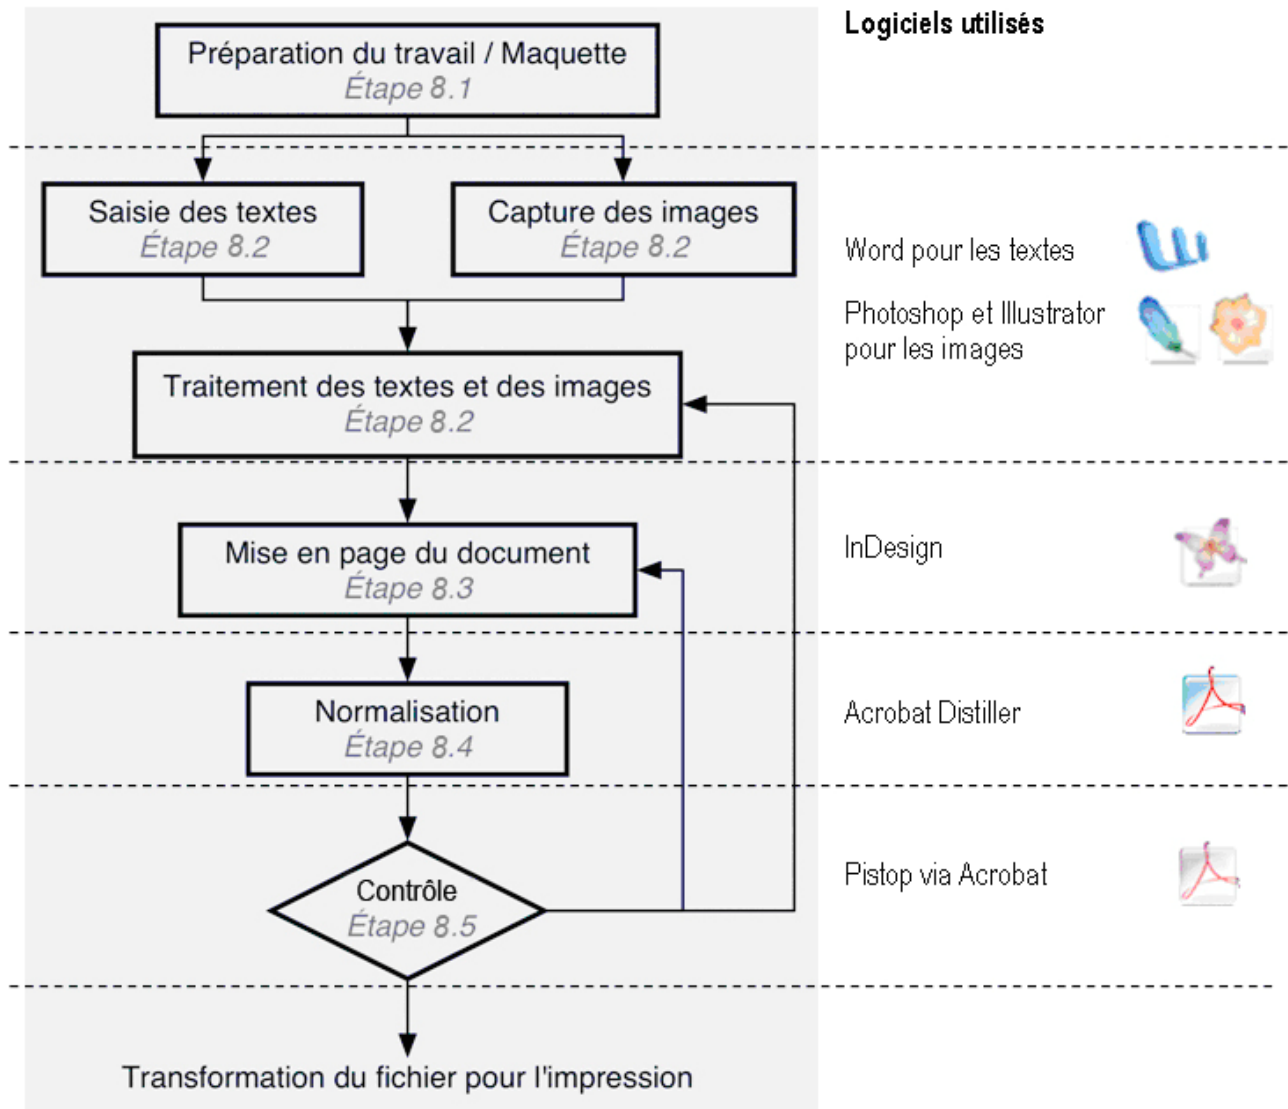 Logiciels utilisés
Préparation du travail / Maquette
Étape 8.1
Saisie des textes
Étape 8.2
Capture des images
Étape 8.2
Word pour les textes
Photoshop et Illustrator
pour les images
Traitement des textes et des images
Étape 8.2
Mise en page du document
Étape 8.3
InDesign
Normalisation
Étape 8.4
Acrobat Distiller
Contrôle
Étape 8.5
Pistop via Acrobat
Transformation du fichier pour l'impression